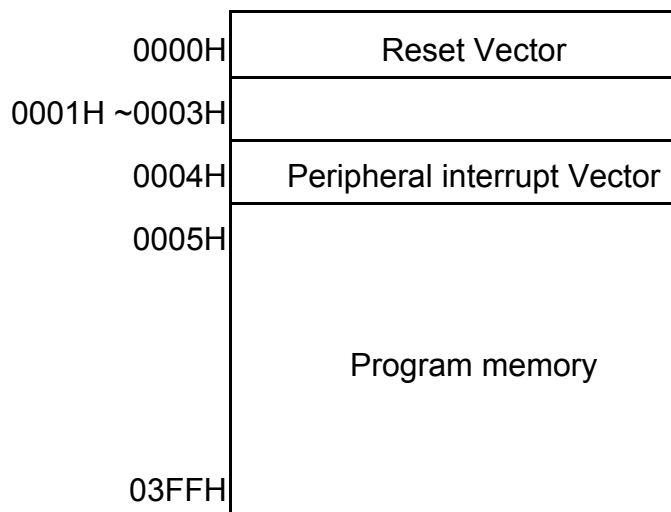 0000H Reset Vector
0001H ~0003H
0004H Peripheral interrupt Vector
0005H
Program memory
03FFH